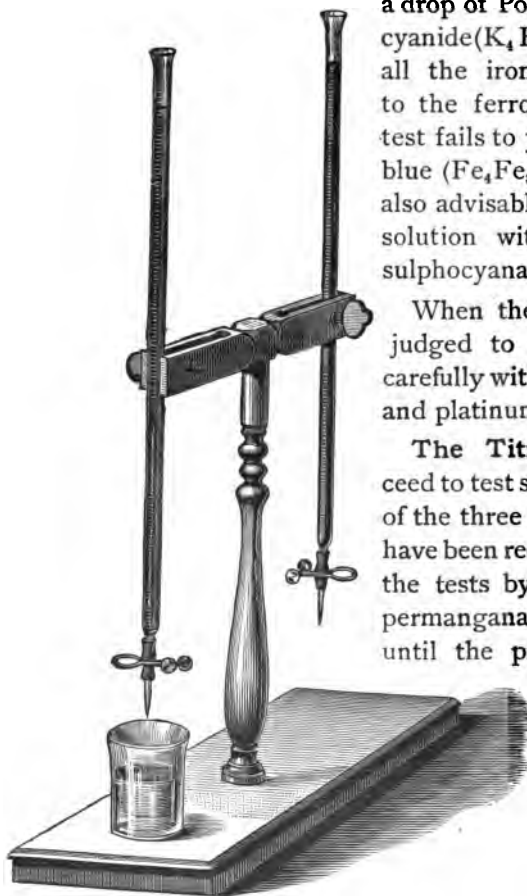 a drop of Po
cyanide (K₄F
all the iron
to the ferro
test fails to
blue (Fe₄Fe
also advisabl
solution wit
sulphocyana
When the
judged to
carefully wit
and platinum
The Tit
ceed to test s
of the three
have been re
the tests by
permangana
until the p